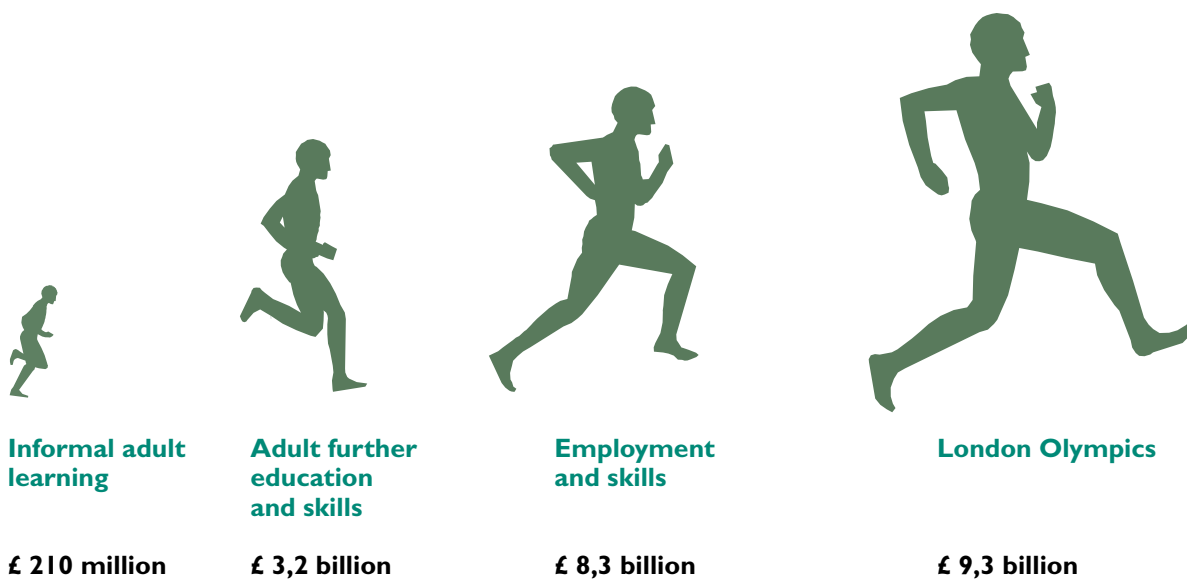 Informal adult
learning
£ 210 million
Adult further
education
and skills
£ 3,2 billion
Employment
and skills
£ 8,3 billion
London Olympics
£ 9,3 billion